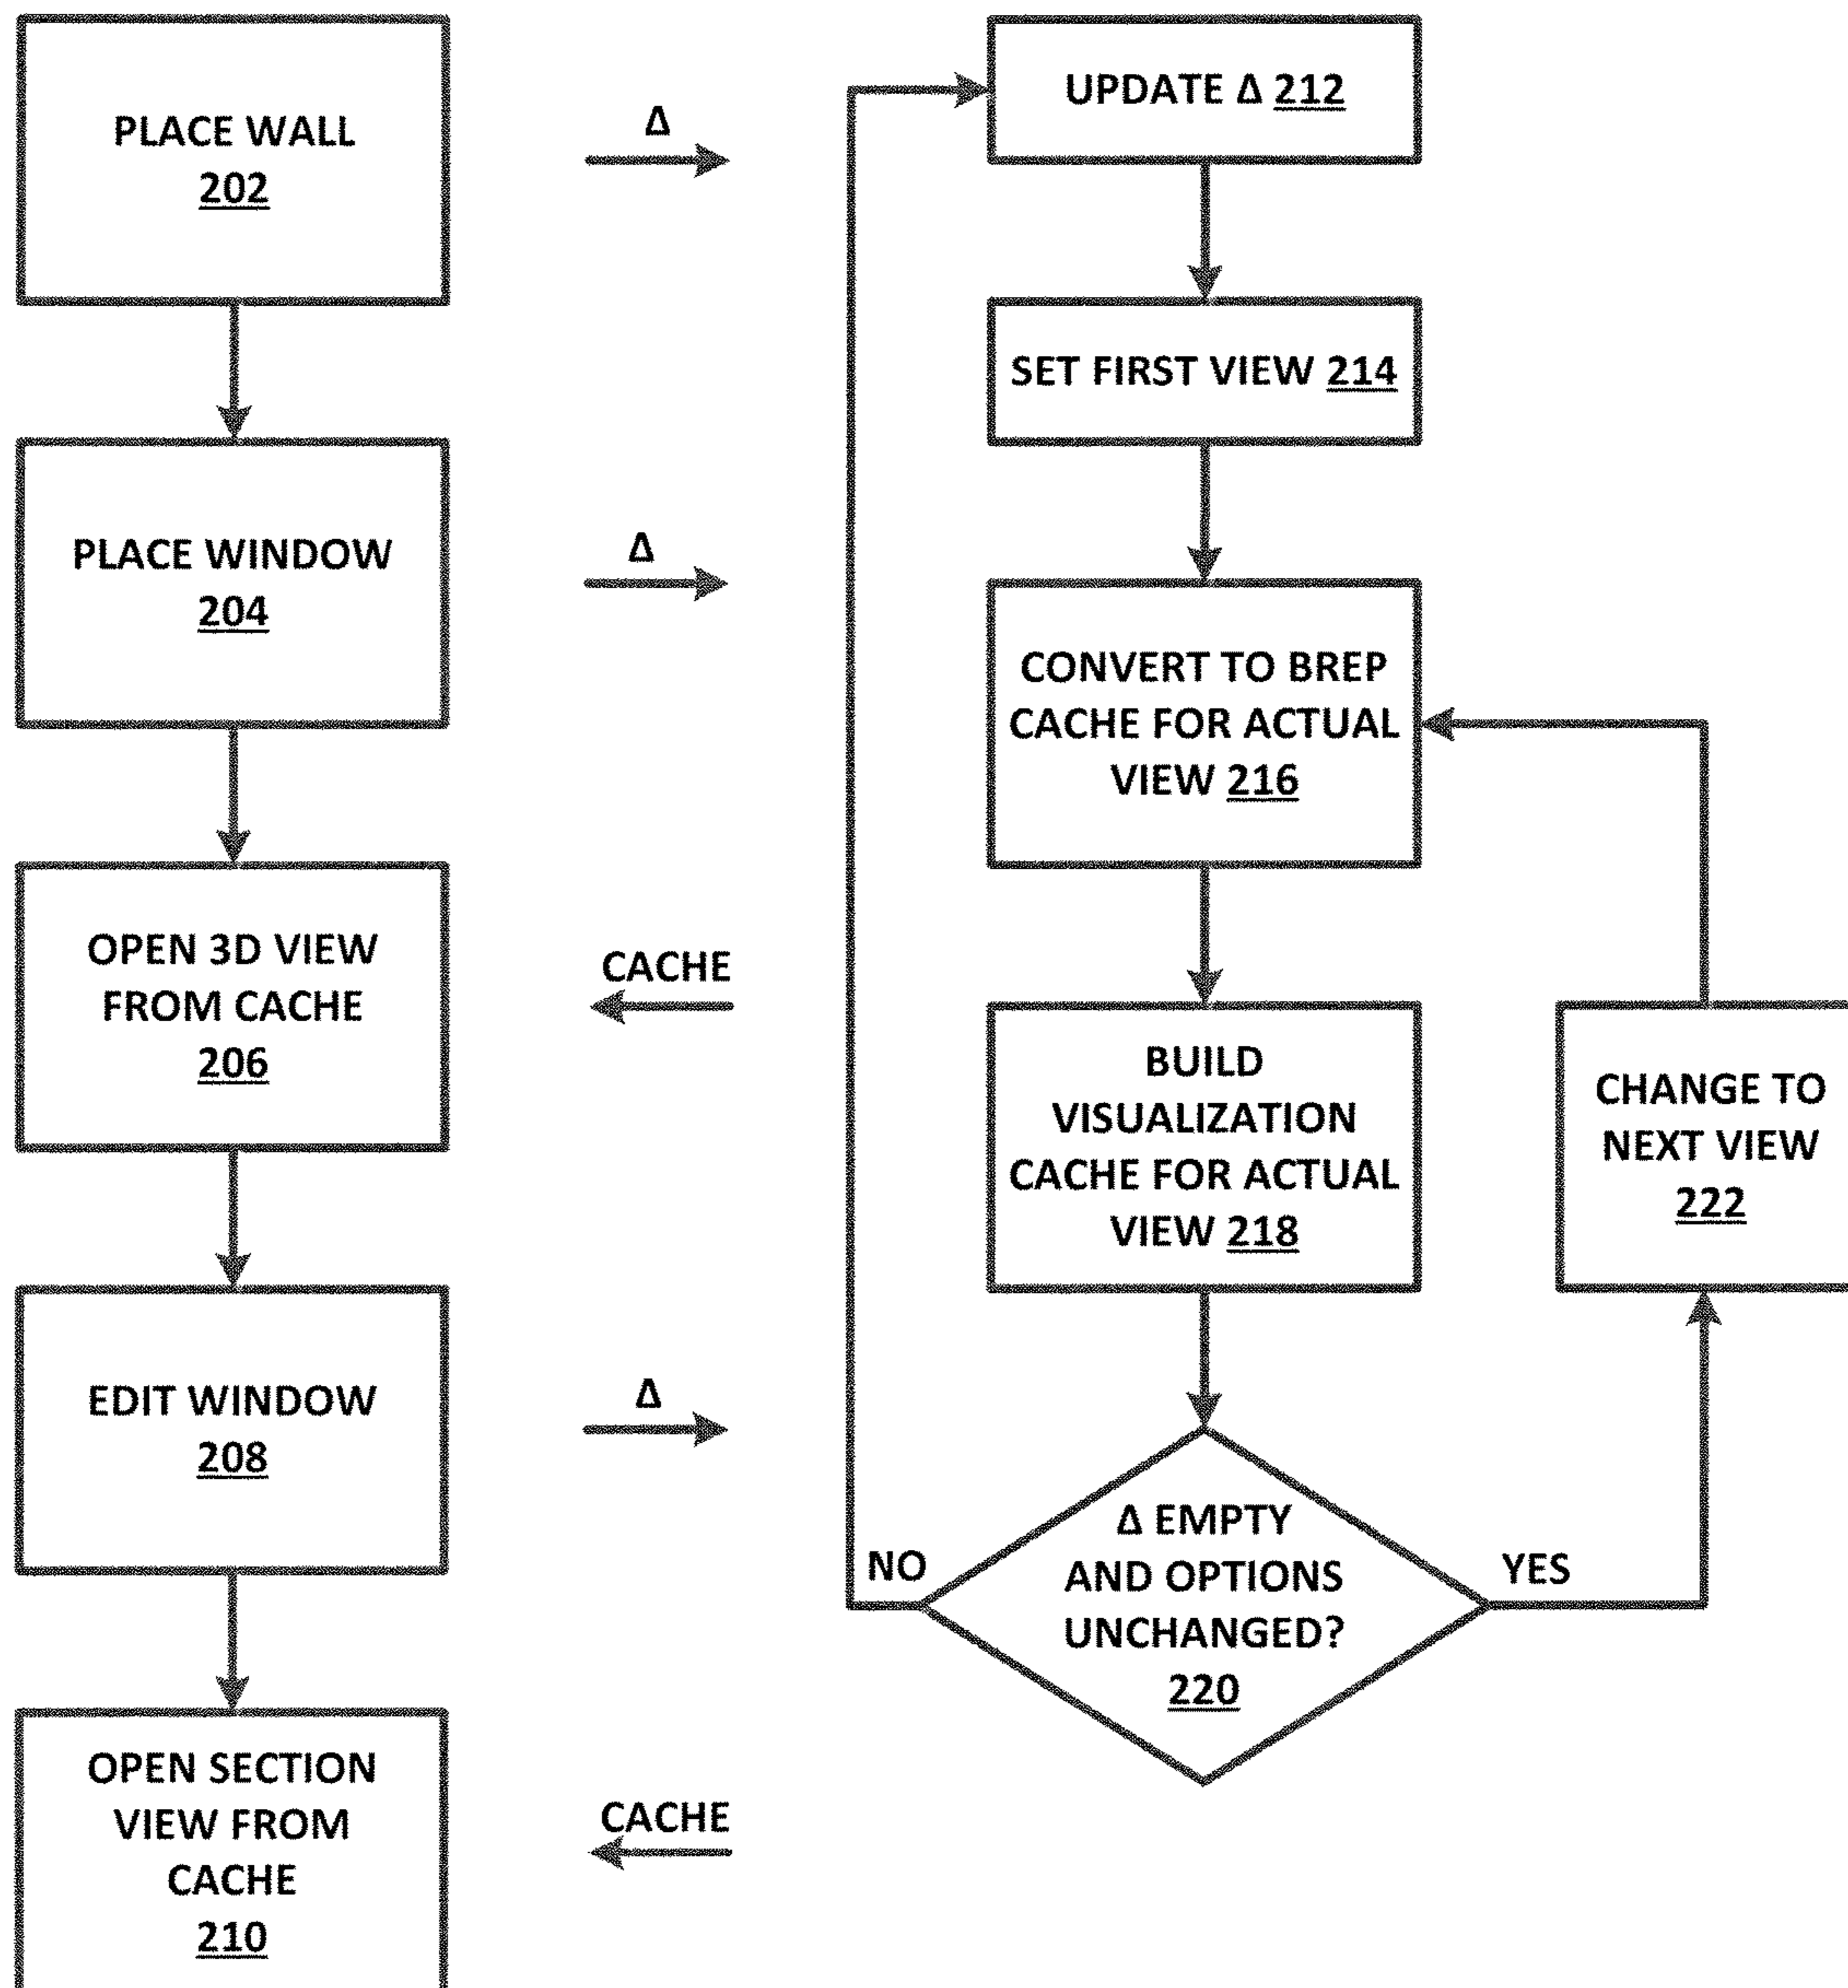 PLACE WALL
202
Δ
PLACE WINDOW
204
Δ
OPEN 3D VIEW
FROM CACHE
206
CACHE
EDIT WINDOW
208
Δ
OPEN SECTION
VIEW FROM
CACHE
210
CACHE
UPDATE Δ 212
SET FIRST VIEW 214
CONVERT TO BREP
CACHE FOR ACTUAL
VIEW 216
BUILD
VISUALIZATION
CACHE FOR ACTUAL
VIEW 218
Δ EMPTY
AND OPTIONS
UNCHANGED?
220
NO
YES
CHANGE TO
NEXT VIEW
222